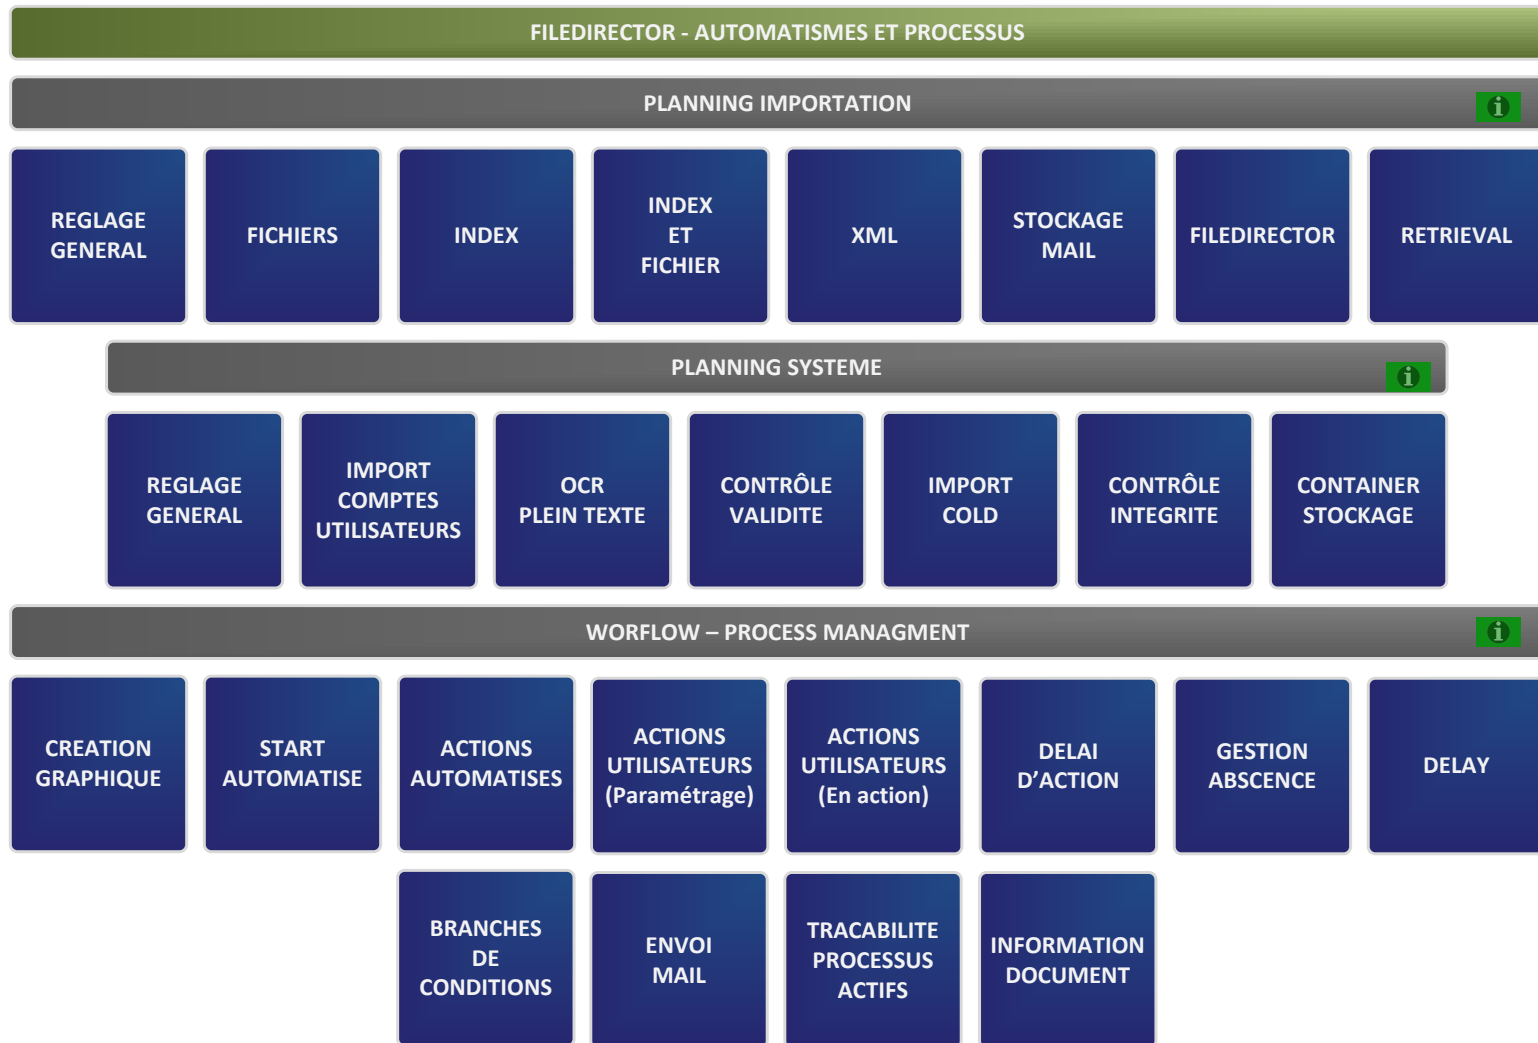 FILEDIRECTOR - AUTOMATISMES ET PROCESSUS
PLANNING IMPORTATION
i
REGLAGE
GENERAL
FICHIERS
INDEX
INDEX
ET
FICHIER
XML
STOCKAGE
MAIL
FILEDIRECTOR
RETRIEVAL
PLANNING SYSTEME
i
REGLAGE
GENERAL
IMPORT
COMPTES
UTILISATEURS
OCR
PLEIN TEXTE
CONTRÔLE
VALIDITE
IMPORT
COLD
CONTRÔLE
INTEGRITE
CONTAINER
STOCKAGE
WORFLOW – PROCESS MANAGMENT
i
CREATION
GRAPHIQUE
START
AUTOMATISE
ACTIONS
AUTOMATISES
ACTIONS
UTILISATEURS
(Paramétrage)
ACTIONS
UTILISATEURS
(En action)
DELAI
D’ACTION
GESTION
ABSCENCE
DELAY
BRANCHES
DE
CONDITIONS
ENVOI
MAIL
TRACABILITE
PROCESSUS
ACTIFS
INFORMATION
DOCUMENT